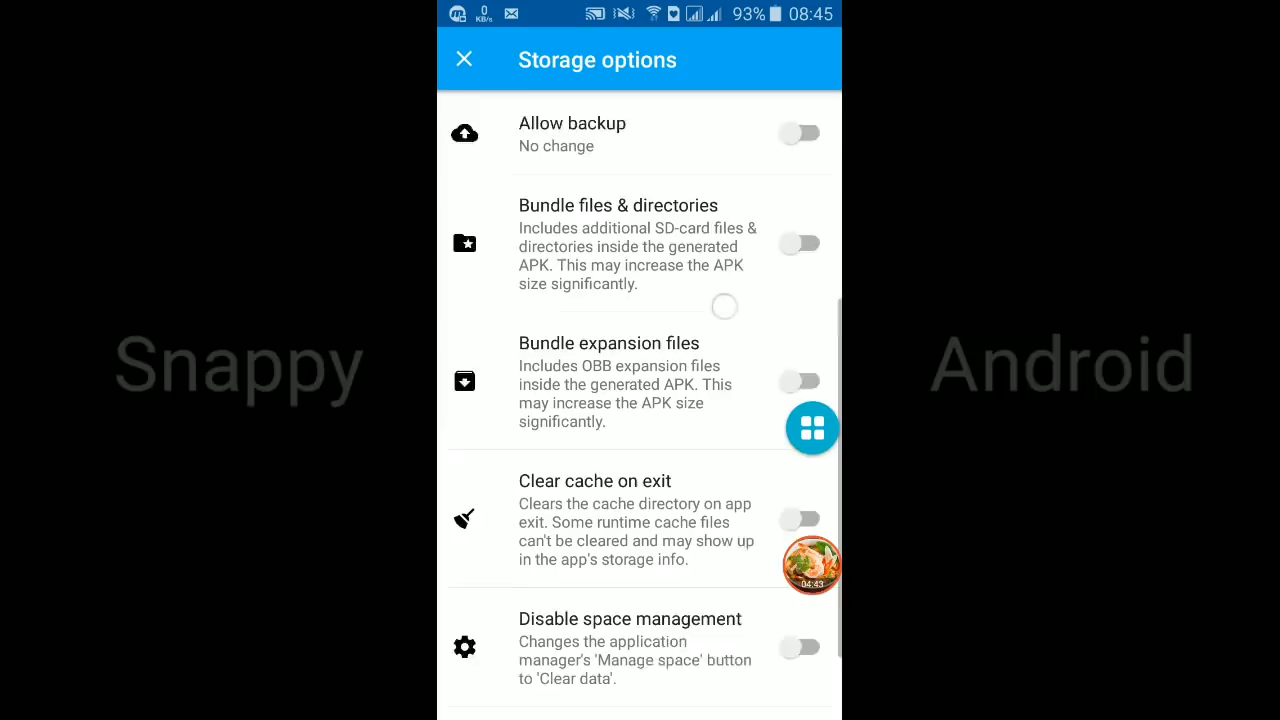 0
KB/s
93% 08:45
Storage options
Allow backup
No change
Bundle files & directories
Includes additional SD-card files &
directories inside the generated
APK. This may increase the APK
size significantly.
Bundle expansion files
Includes OBB expansion files
inside the generated APK. This
may increase the APK size
significantly.
Snappy
Android
Clear cache on exit
Clears the cache directory on app
exit. Some runtime cache files
can't be cleared and may show up
in the app's storage info.
04:43
Disable space management
Changes the application
manager's 'Manage space' button
to 'Clear data'.